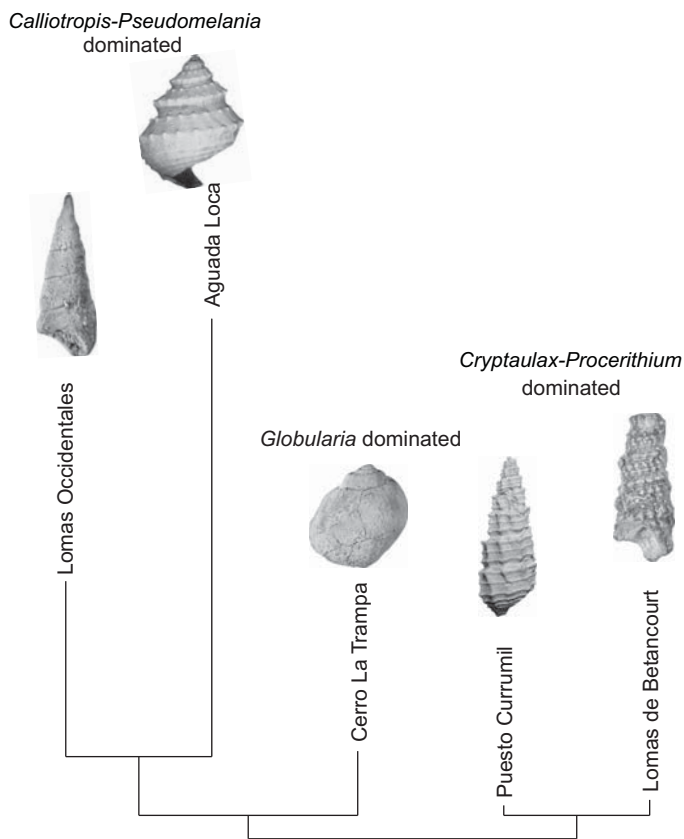 Calliotropis-Pseudomelania
dominated
Aguada Loca
Lomas Occidentales
Cryptaulax-Procerithium
dominated
Globularia dominated
Cerro La Trampa
Puesto Currumil
Lomas de Betancourt